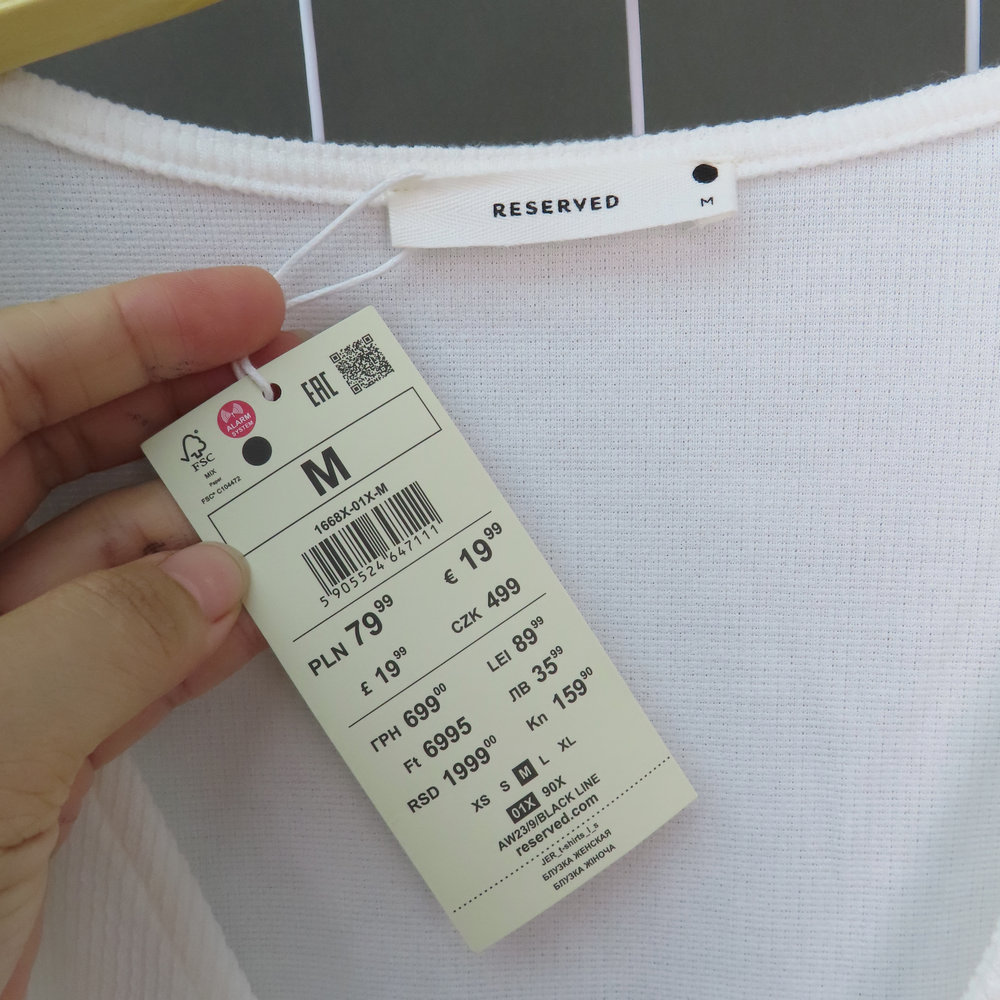 RESERVED
M
EAC
ALARM
SYSTEM
FSC
MIX
Paper
FSC® C104472
M
1668X-01X-M
5 905524 647111
€ 19⁹⁹
PLN 79⁹⁹
CZK 499
£ 19⁹⁹
LEI 89⁹⁹
ГРН 699⁰⁰
ЛВ 35⁹⁹
Ft 6995
Kn 159⁹⁰
RSD 1999⁰⁰
XS S M L XL
01X 90X
AW23/9/BLACK LINE
reserved.com
JER_t-shirts_l_s
БЛУЗКА ЖЕНСКАЯ
БЛУЗКА ЖІНОЧА